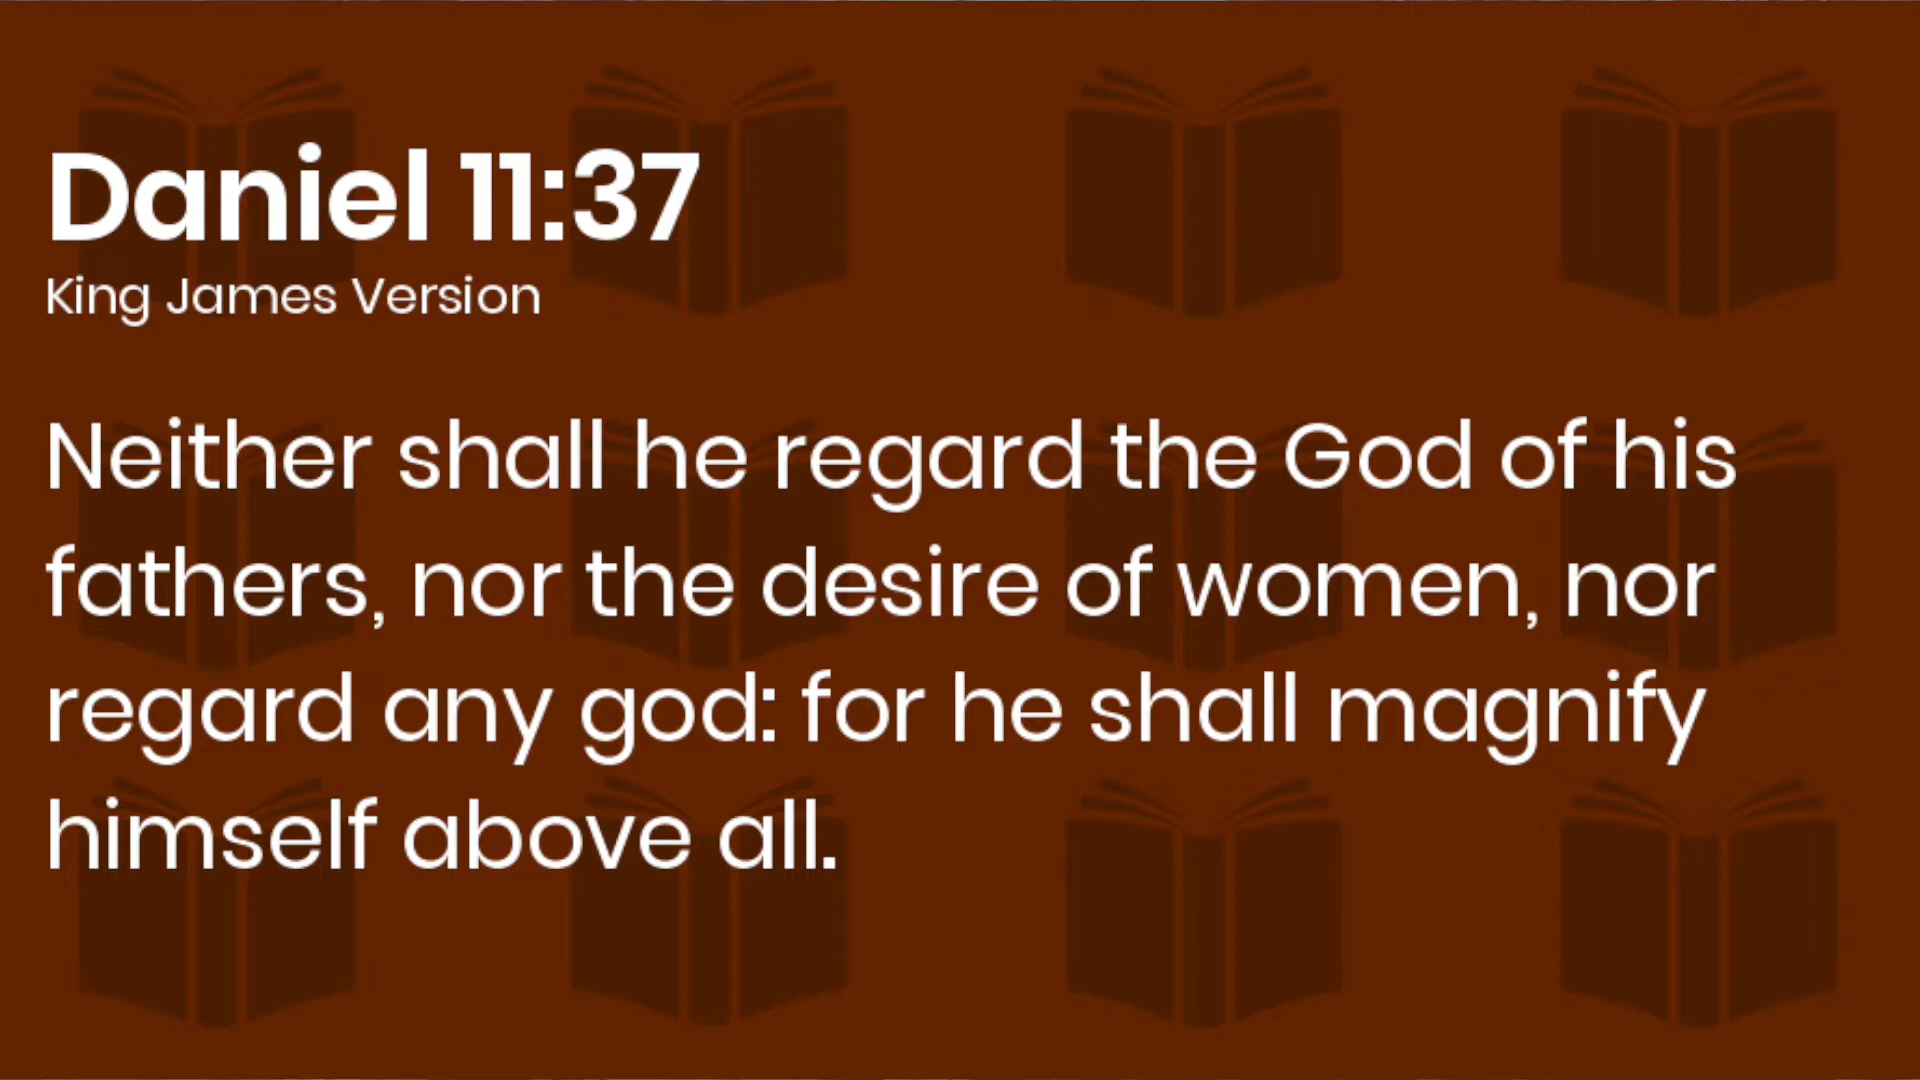 Daniel 11:37
King James Version
Neither shall he regard the God of his
fathers, nor the desire of women, nor
regard any god: for he shall magnify
himself above all.